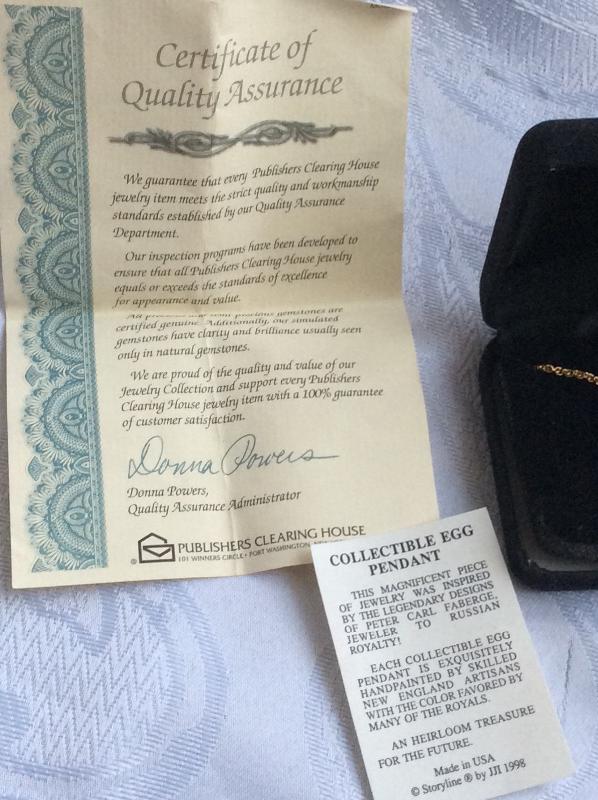 Certificate of
Quality Assurance
We guarantee that every Publishers Clearing House
jewelry item meets the strict quality and workmanship
standards established by our Quality Assurance
Department.
Our inspection programs have been developed to
ensure that all Publishers Clearing House jewelry
equals or exceeds the standards of excellence
for appearance and value.
All precious and semi precious gemstones are
certified genuine. Additionally, our simulated
gemstones have clarity and brilliance usually seen
only in natural gemstones.
We are proud of the quality and value of our
Jewelry Collection and support every Publishers
Clearing House jewelry item with a 100% guarantee
of customer satisfaction.
Donna Powers
Donna Powers,
Quality Assurance Administrator
® PUBLISHERS CLEARING HOUSE
101 WINNERS CIRCLE • PORT WASHINGTON,
COLLECTIBLE EGG
PENDANT
THIS MAGNIFICENT PIECE
OF JEWELRY WAS INSPIRED
BY THE LEGENDARY DESIGNS
OF PETER CARL FABERGE,
JEWELER TO RUSSIAN
ROYALTY!
EACH COLLECTIBLE EGG
PENDANT IS EXQUISITELY
HANDPAINTED BY SKILLED
NEW ENGLAND ARTISANS
WITH THE COLOR FAVORED BY
MANY OF THE ROYALS.
AN HEIRLOOM TREASURE
FOR THE FUTURE.
Made in USA
© Storyline ® by JJI 1998